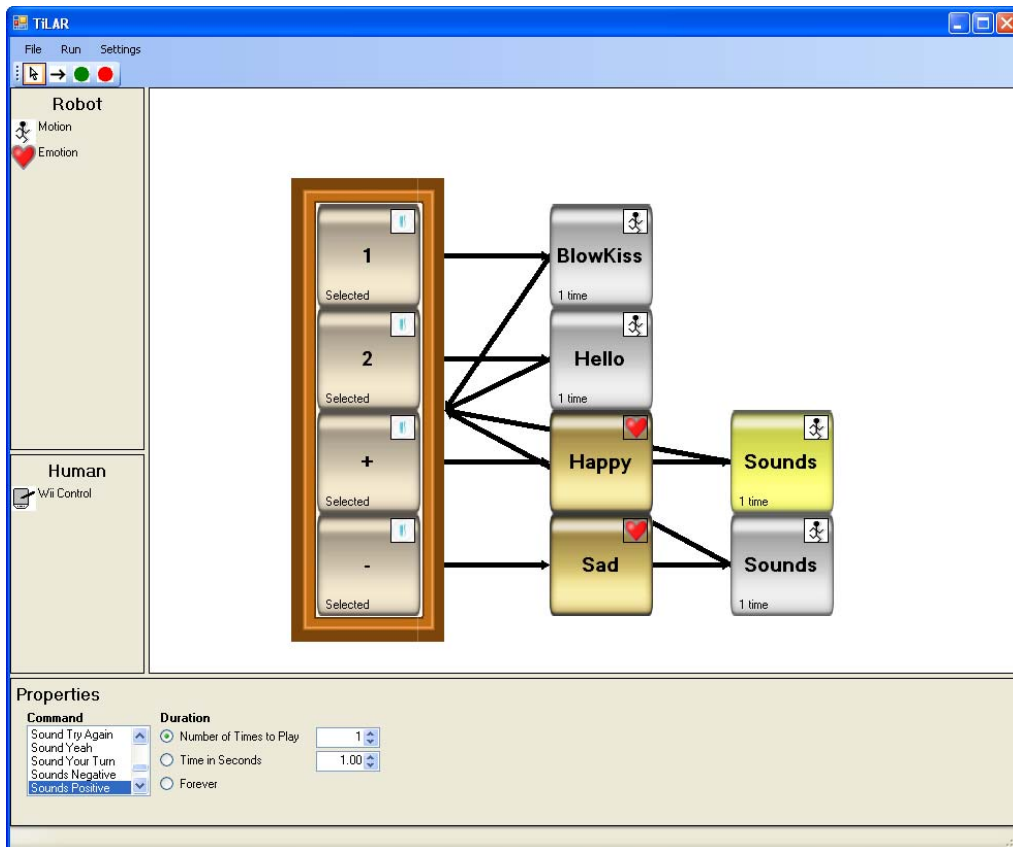 TiLAR
File Run Settings
Robot
Motion
Emotion
Human
Wii Control
1
Selected
2
Selected
+
Selected
-
Selected
BlowKiss
1 time
Hello
1 time
Happy
Sad
Sounds
1 time
Sounds
1 time
Properties
Command
Sound Try Again
Sound Yeah
Sound Your Turn
Sounds Negative
Sounds Positive
Duration
Number of Times to Play 1
Time in Seconds 1.00
Forever